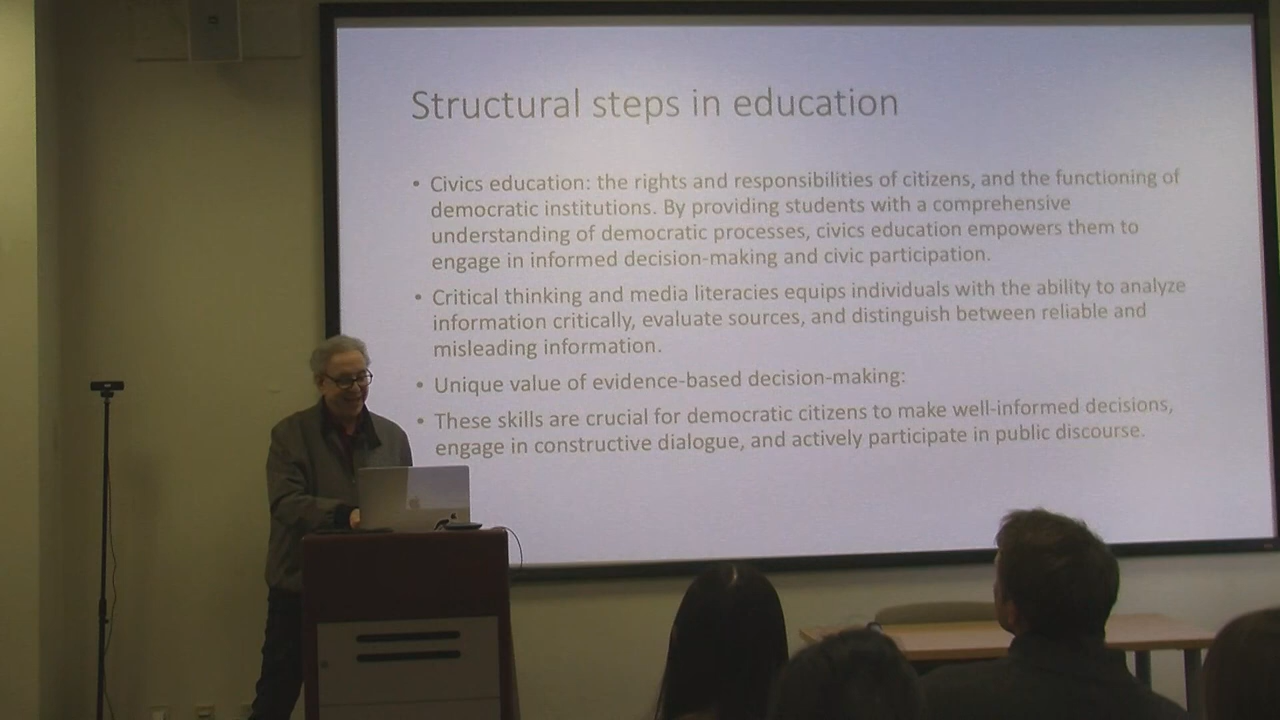 Structural steps in education
• Civics education: the rights and responsibilities of citizens, and the functioning of
democratic institutions. By providing students with a comprehensive
understanding of democratic processes, civics education empowers them to
engage in informed decision-making and civic participation.
• Critical thinking and media literacies equips individuals with the ability to analyze
information critically, evaluate sources, and distinguish between reliable and
misleading information.
• Unique value of evidence-based decision-making:
• These skills are crucial for democratic citizens to make well-informed decisions,
engage in constructive dialogue, and actively participate in public discourse.